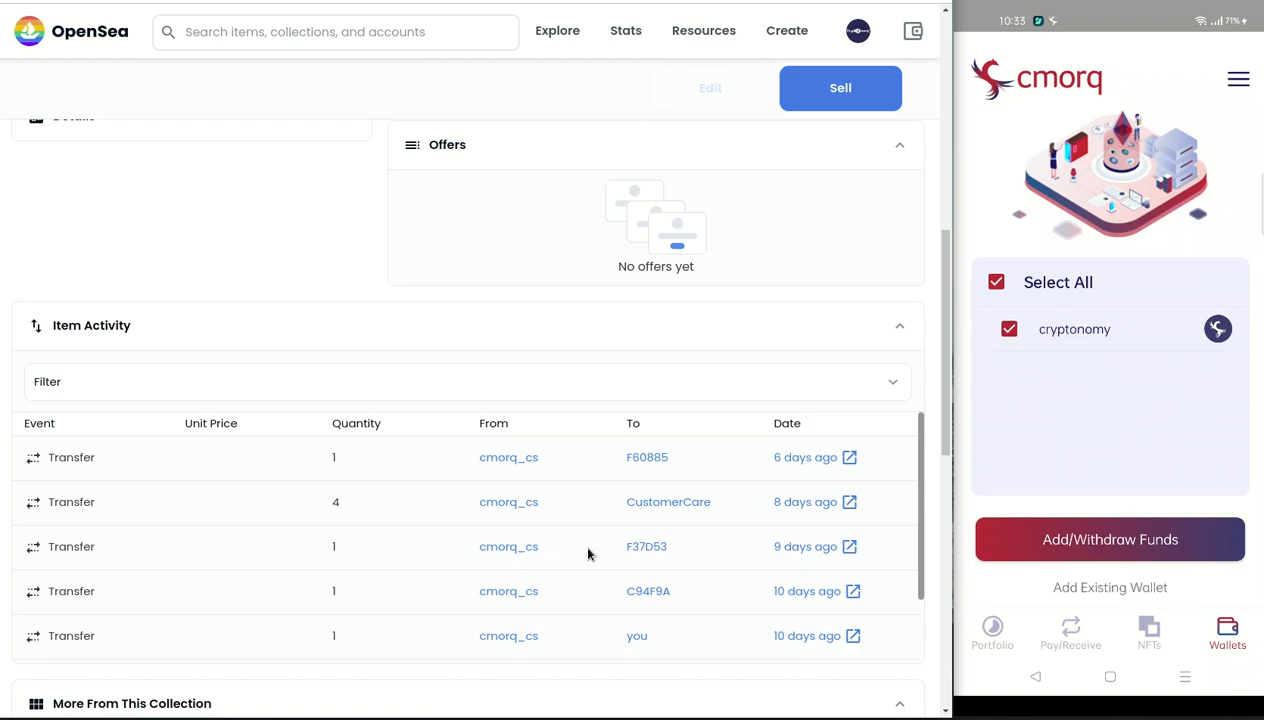 OpenSea
Search items, collections, and accounts
Explore
Stats
Resources
Create
Edit
Sell
Details
Offers
No offers yet
Item Activity
Filter
Event Unit Price Quantity From To Date
Transfer 1 cmorq_cs F60885 6 days ago
Transfer 4 cmorq_cs CustomerCare 8 days ago
Transfer 1 cmorq_cs F37D53 9 days ago
Transfer 1 cmorq_cs C94F9A 10 days ago
Transfer 1 cmorq_cs you 10 days ago
More From This Collection
10:33
71%
cmorq
Select All
cryptonomy
Add/Withdraw Funds
Add Existing Wallet
Portfolio
Pay/Receive
NFTs
Wallets